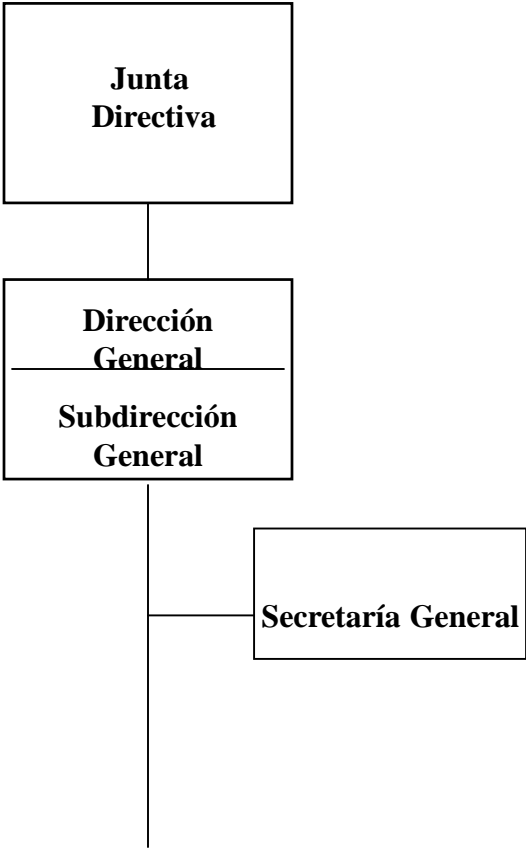 Junta
Directiva
Dirección
General
Subdirección
General
Secretaría General